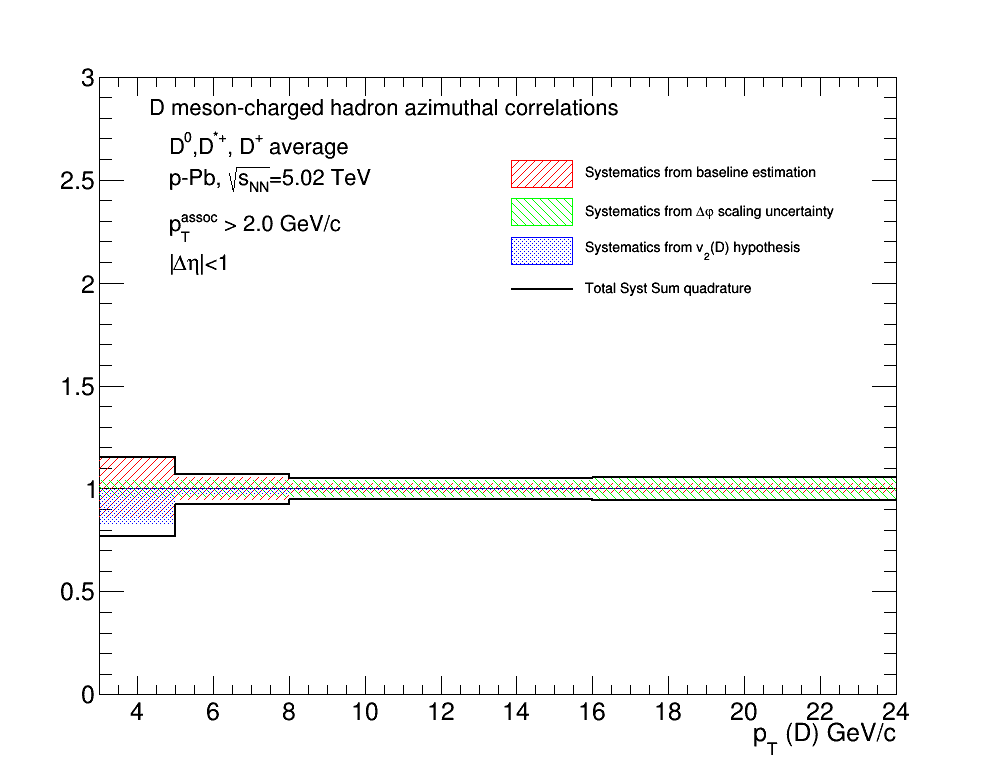 3
D meson-charged hadron azimuthal correlations
D⁰,D*⁺, D⁺ average
p-Pb, √sNN=5.02 TeV
pTassoc > 2.0 GeV/c
|Δη|<1
Systematics from baseline estimation
Systematics from Δφ scaling uncertainty
Systematics from v₂(D) hypothesis
Total Syst Sum quadrature
2.5
2
1.5
1
0.5
0
4 6 8 10 12 14 16 18 20 22 24
pT (D) GeV/c